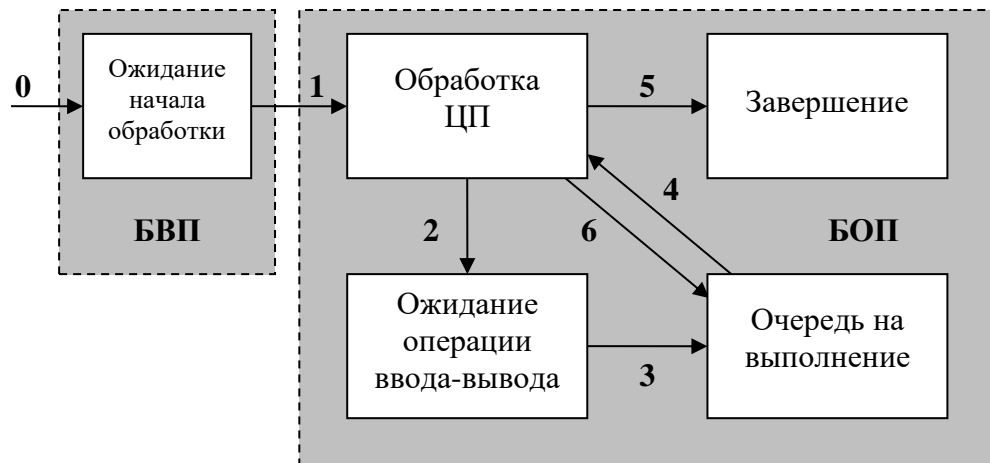 0
Ожидание
начала
обработки
БВП
1
Обработка
ЦП
5
Завершение
2
6
4
БОП
Ожидание
операции
ввода-вывода
3
Очередь на
выполнение